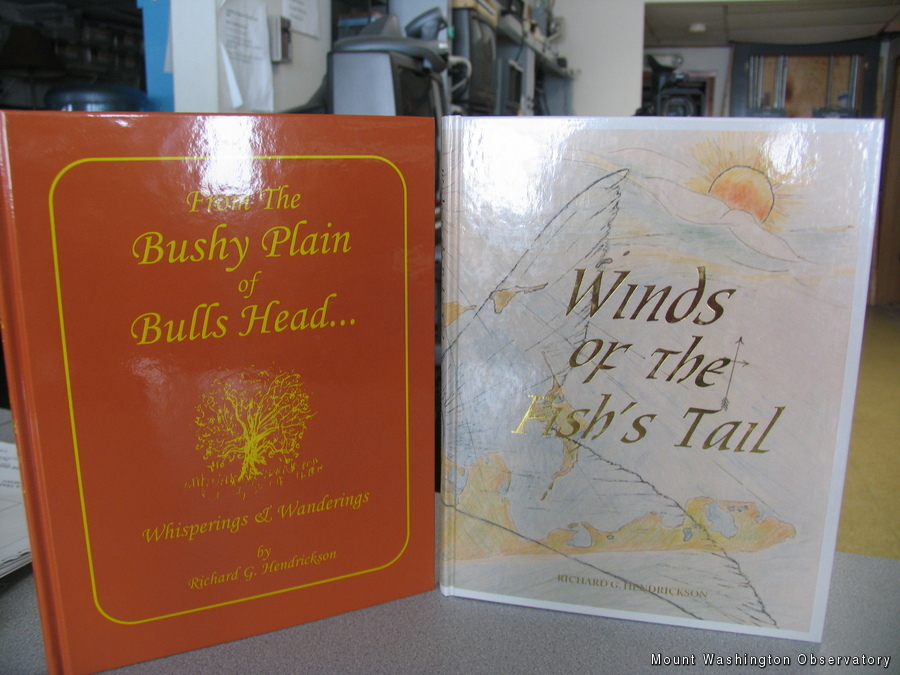 From The
Bushy Plain
of
Bulls Head...
Whisperings & Wanderings
by
Richard G. Hendrickson
Winds
of the
Fish's Tail
RICHARD G. HENDRICKSON
Mount Washington Observatory